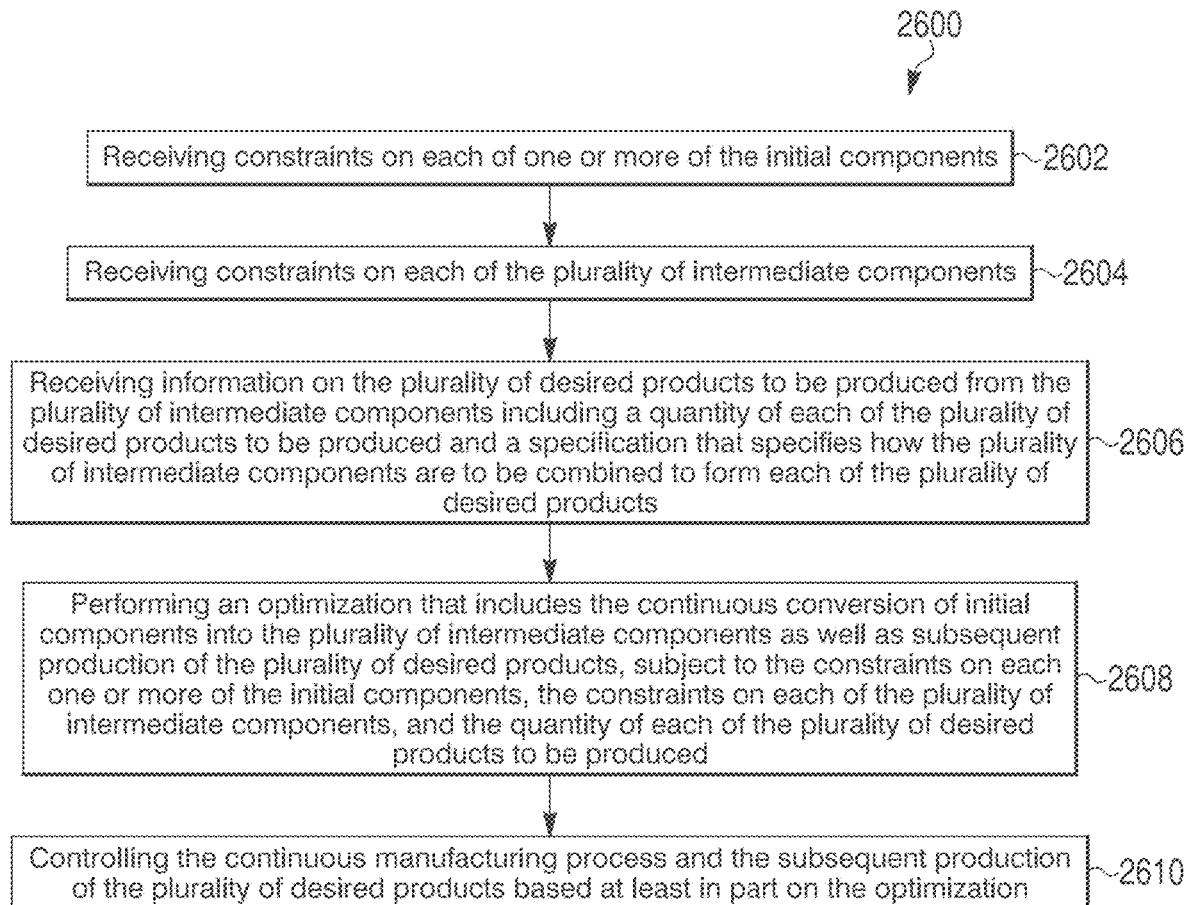 2600
Receiving constraints on each of one or more of the initial components
2602
Receiving constraints on each of the plurality of intermediate components
2604
Receiving information on the plurality of desired products to be produced from the
plurality of intermediate components including a quantity of each of the plurality of
desired products to be produced and a specification that specifies how the plurality
of intermediate components are to be combined to form each of the plurality of
desired products
2606
Performing an optimization that includes the continuous conversion of initial
components into the plurality of intermediate components as well as subsequent
production of the plurality of desired products, subject to the constraints on each
one or more of the initial components, the constraints on each of the plurality of
intermediate components, and the quantity of each of the plurality of desired
products to be produced
2608
Controlling the continuous manufacturing process and the subsequent production
of the plurality of desired products based at least in part on the optimization
2610